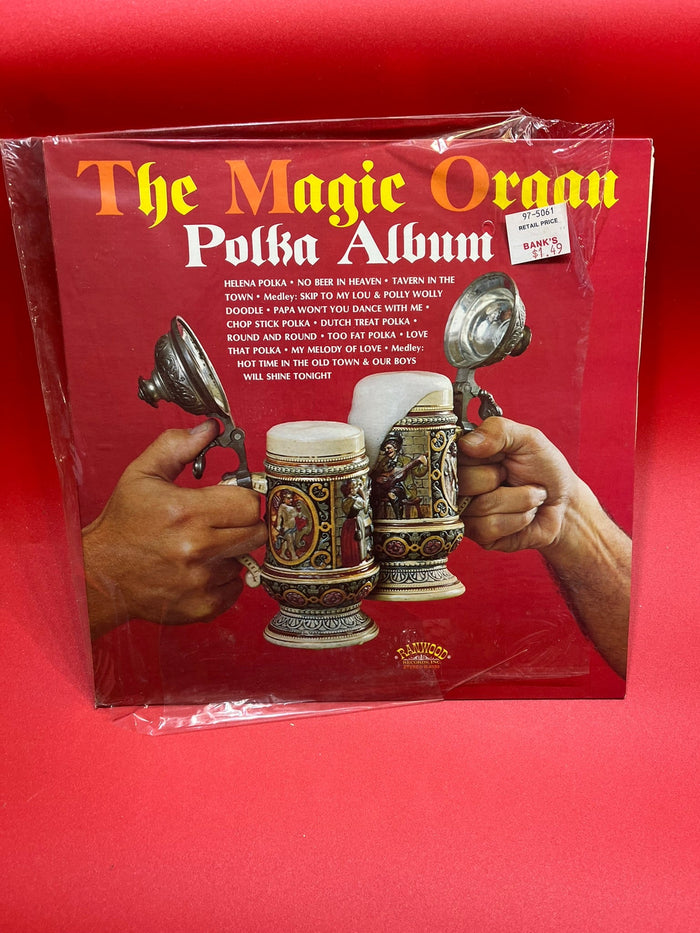 The Magic Organ
Polka Album
97-5061
RETAIL PRICE
BANK'S
$1.49
HELENA POLKA • NO BEER IN HEAVEN • TAVERN IN THE
TOWN • Medley: SKIP TO MY LOU & POLLY WOLLY
DOODLE • PAPA WON'T YOU DANCE WITH ME •
CHOP STICK POLKA • DUTCH TREAT POLKA •
ROUND AND ROUND • TOO FAT POLKA • LOVE
THAT POLKA • MY MELODY OF LOVE • Medley:
HOT TIME IN THE OLD TOWN & OUR BOYS
WILL SHINE TONIGHT
RANWOOD
RECORDS, INC.
STEREO